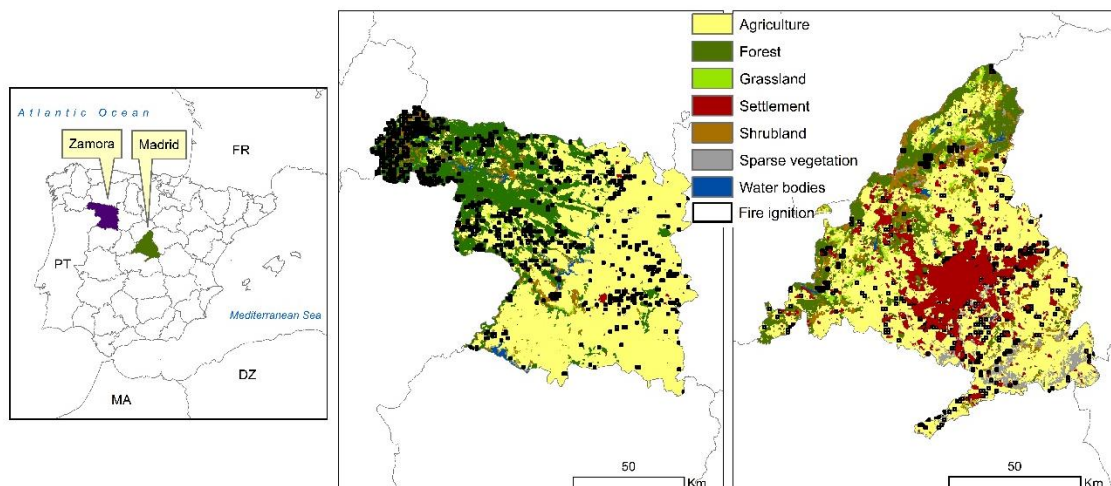 Atlantic Ocean
Zamora
Madrid
FR
PT
Mediterranean Sea
DZ
MA
50
Km
Agriculture
Forest
Grassland
Settlement
Shrubland
Sparse vegetation
Water bodies
Fire ignition
50
Km